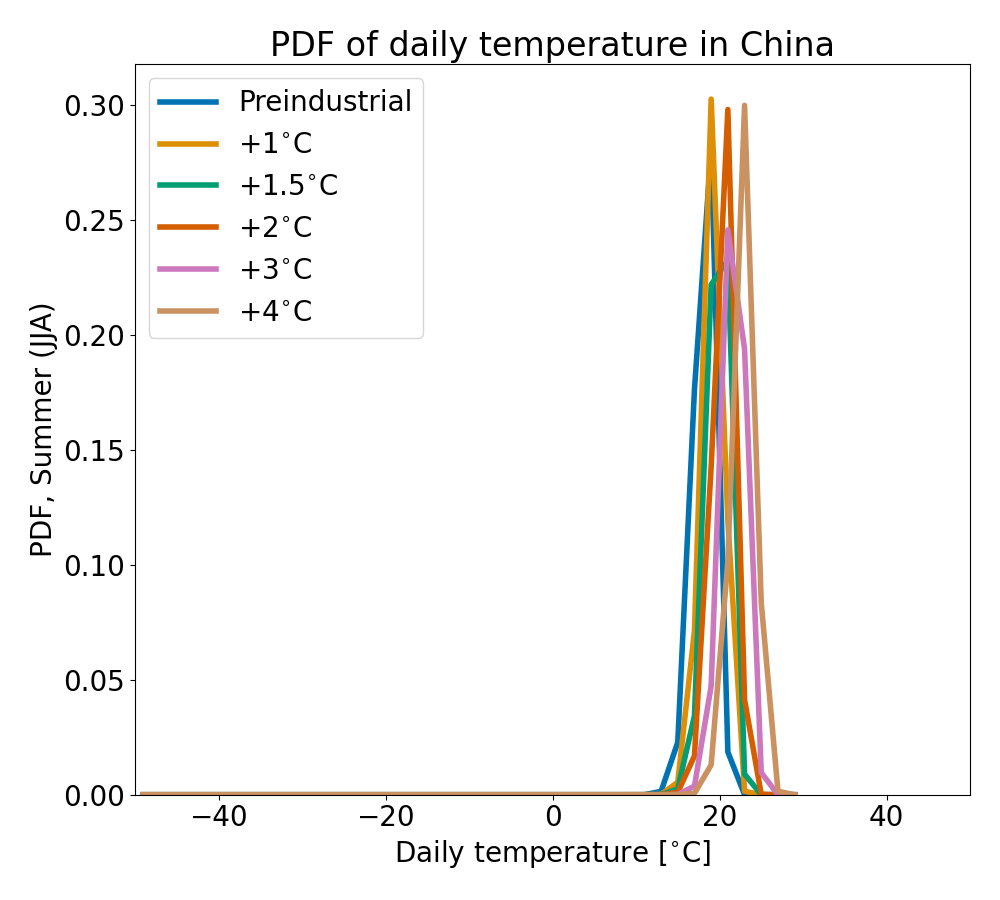 PDF of daily temperature in China
Preindustrial
+1°C
+1.5°C
+2°C
+3°C
+4°C
PDF, Summer (JJA)
0.30
0.25
0.20
0.15
0.10
0.05
0.00
−40
−20
0
20
40
Daily temperature [°C]